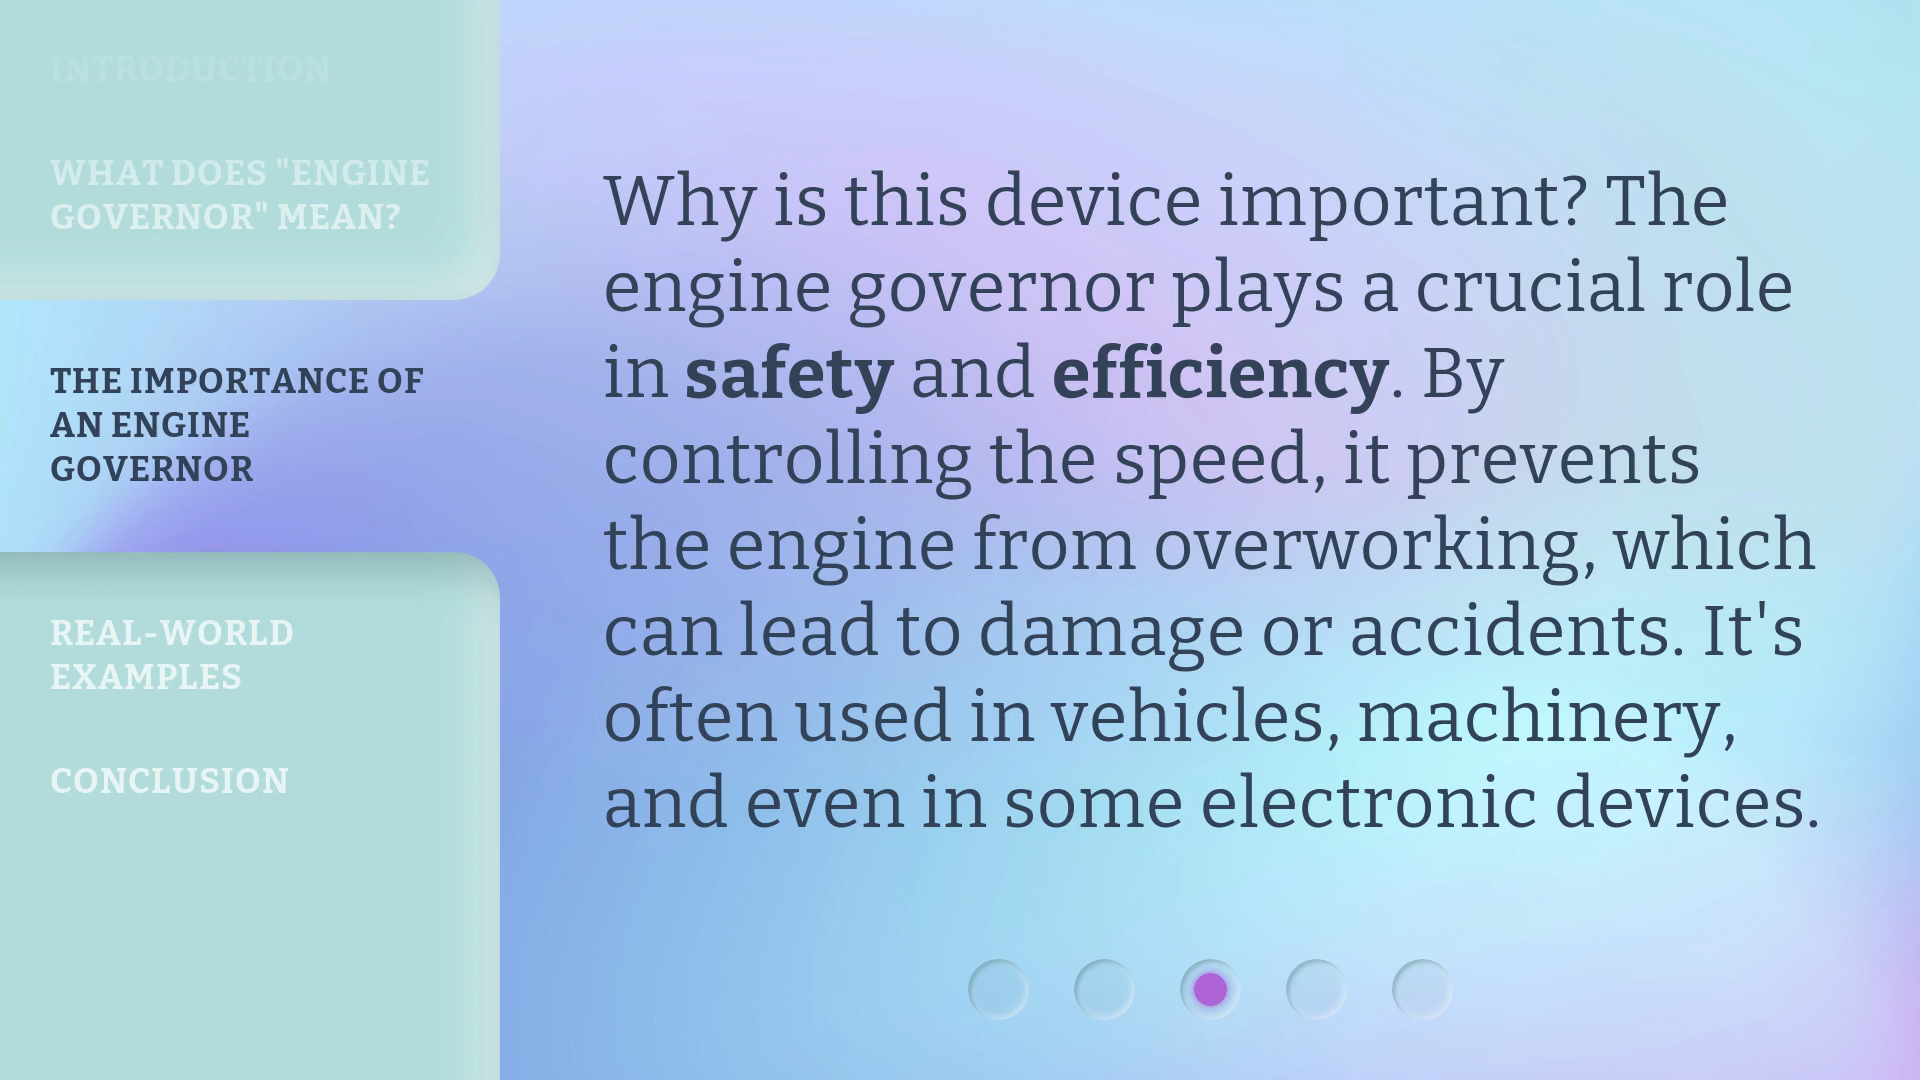 INTRODUCTION
WHAT DOES "ENGINE
GOVERNOR" MEAN?
THE IMPORTANCE OF
AN ENGINE
GOVERNOR
REAL-WORLD
EXAMPLES
CONCLUSION
Why is this device important? The
engine governor plays a crucial role
in safety and efficiency. By
controlling the speed, it prevents
the engine from overworking, which
can lead to damage or accidents. It's
often used in vehicles, machinery,
and even in some electronic devices.